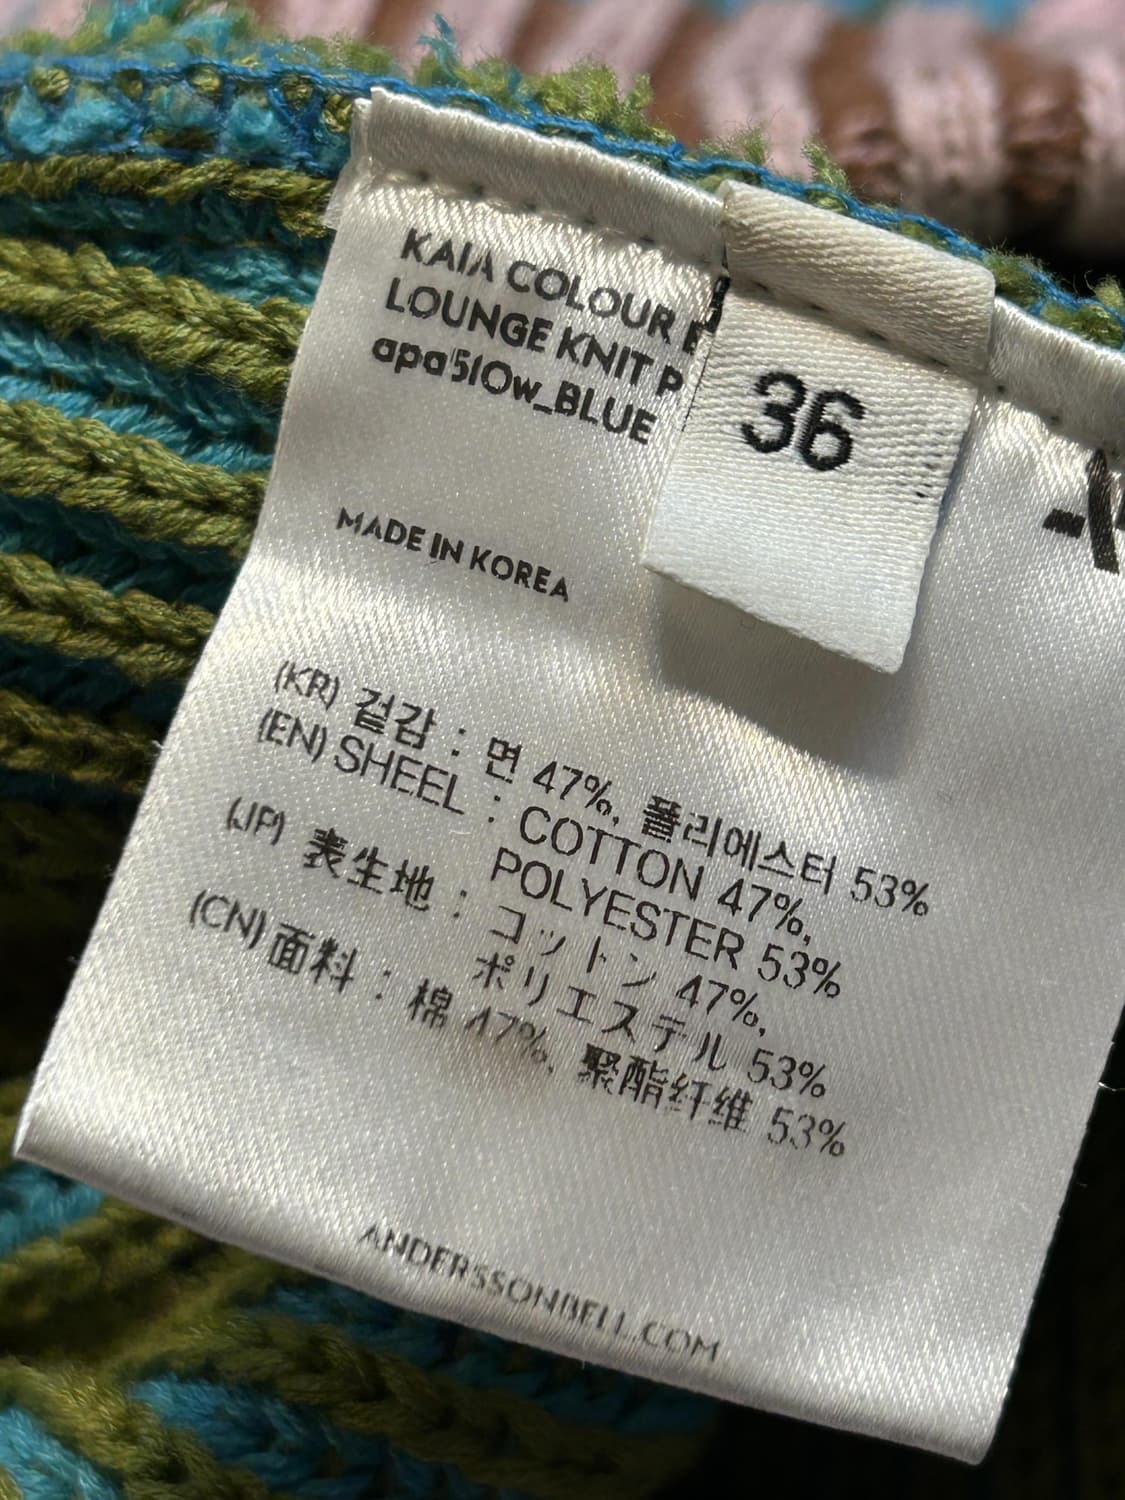 KAIA COLOUR
LOUNGE KNIT P
apa510w_BLUE
36
MADE IN KOREA
(KR) 겉감 : 면 47%, 폴리에스터 53%
(EN) SHEEL : COTTON 47%,
POLYESTER 53%
(JP) 表生地 : コットン 47%,
ポリエステル 53%
(CN) 面料 : 棉 47%, 聚酯纤维 53%
ANDERSSONBELL.COM